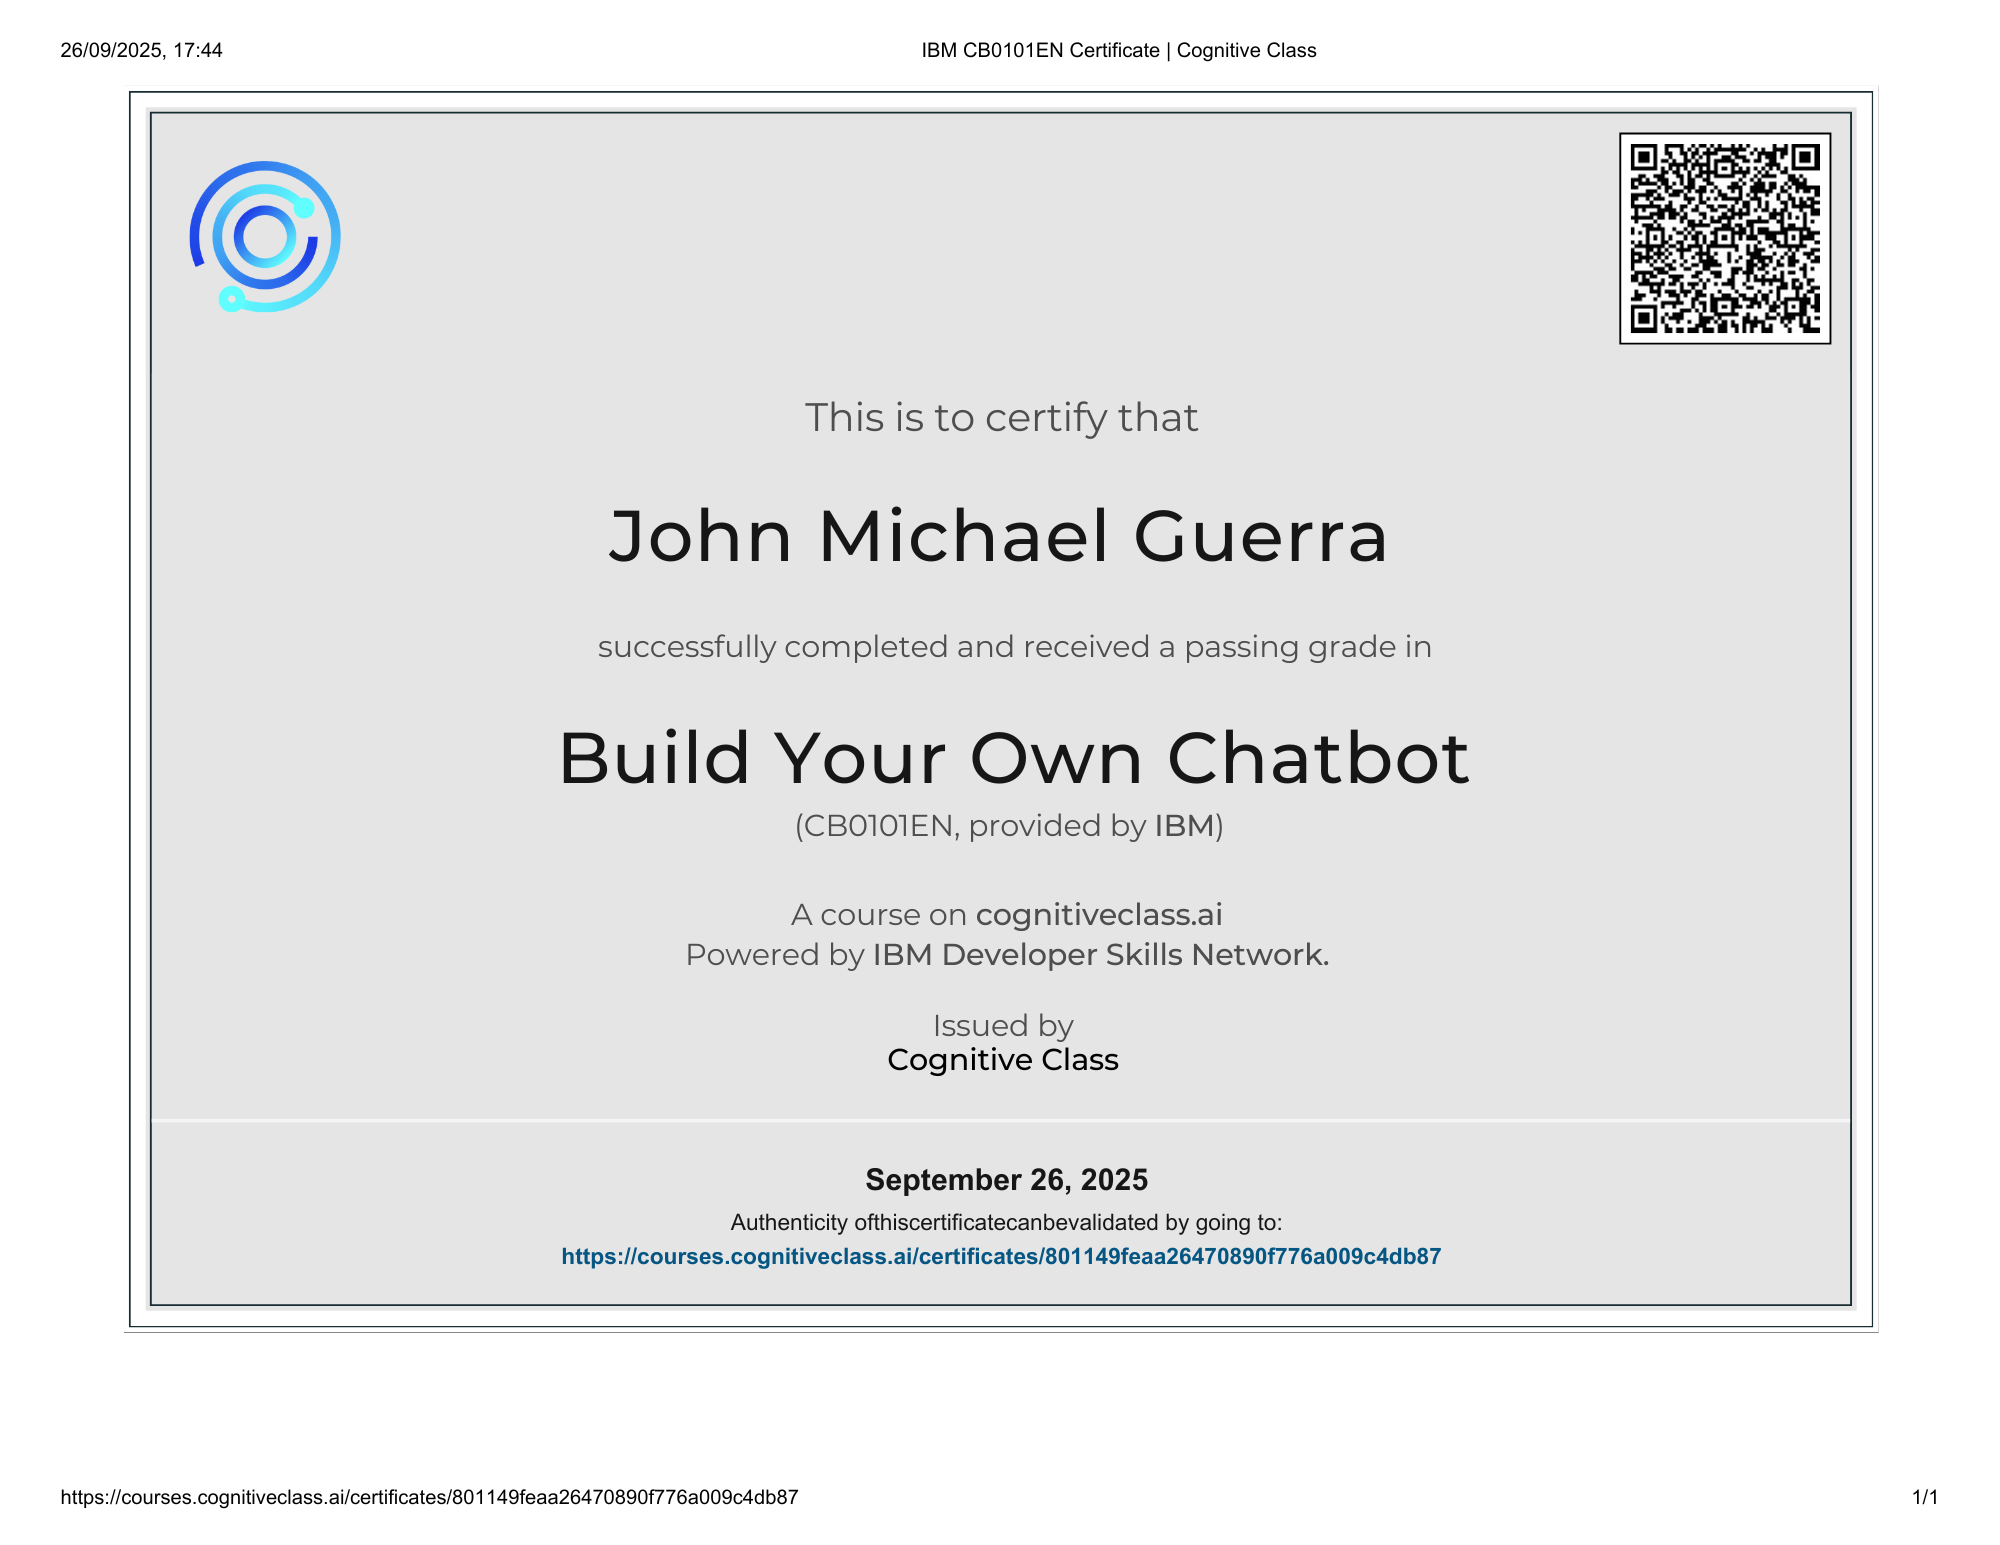 26/09/2025, 17:44
IBM CB0101EN Certificate | Cognitive Class
This is to certify that
John Michael Guerra
successfully completed and received a passing grade in
Build Your Own Chatbot
(CB0101EN, provided by IBM)
A course on cognitiveclass.ai
Powered by IBM Developer Skills Network.
Issued by
Cognitive Class
September 26, 2025
Authenticity ofthiscertificatecanbevalidated by going to:
https://courses.cognitiveclass.ai/certificates/801149feaa26470890f776a009c4db87
https://courses.cognitiveclass.ai/certificates/801149feaa26470890f776a009c4db87
1/1